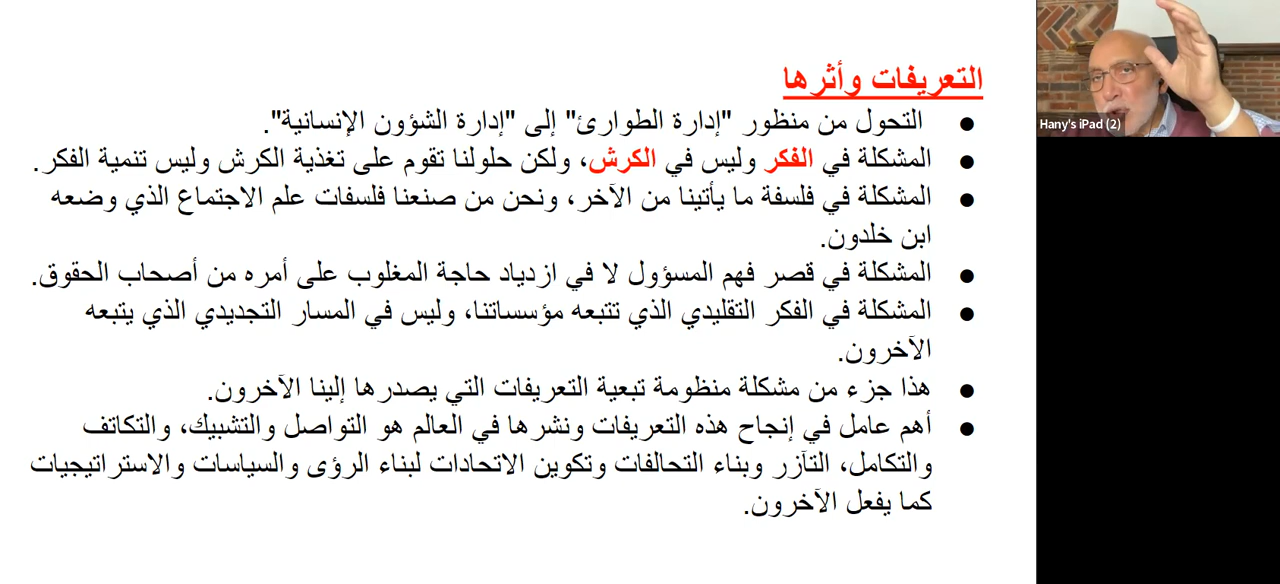 التعريفات وأثرها
● التحول من منظور "إدارة الطوارئ" إلى "إدارة الشؤون الإنسانية".
● المشكلة في الفكر وليس في الكرش، ولكن حلولنا تقوم على تغذية الكرش وليس تنمية الفكر.
● المشكلة في فلسفة ما يأتينا من الآخر، ونحن من صنعنا فلسفات علم الاجتماع الذي وضعه
ابن خلدون.
● المشكلة في قصر فهم المسؤول لا في ازدياد حاجة المغلوب على أمره من أصحاب الحقوق.
● المشكلة في الفكر التقليدي الذي تتبعه مؤسساتنا، وليس في المسار التجديدي الذي يتبعه
الآخرون.
● هذا جزء من مشكلة منظومة تبعية التعريفات التي يصدرها إلينا الآخرون.
● أهم عامل في إنجاح هذه التعريفات ونشرها في العالم هو التواصل والتشبيك، والتكاتف
والتكامل، التآزر وبناء التحالفات وتكوين الاتحادات لبناء الرؤى والسياسات والاستراتيجيات
كما يفعل الآخرون.
Hany's iPad (2)